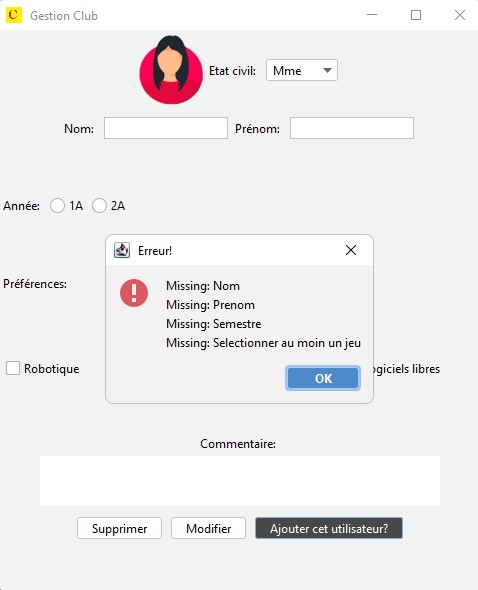 C Gestion Club
Etat civil: Mme
Nom: Prénom:
Année: 1A 2A
Erreur!
Préférences:
Missing: Nom
Missing: Prenom
Missing: Semestre
Missing: Selectionner au moin un jeu
OK
Robotique
libres
Commentaire:
Supprimer Modifier Ajouter cet utilisateur?